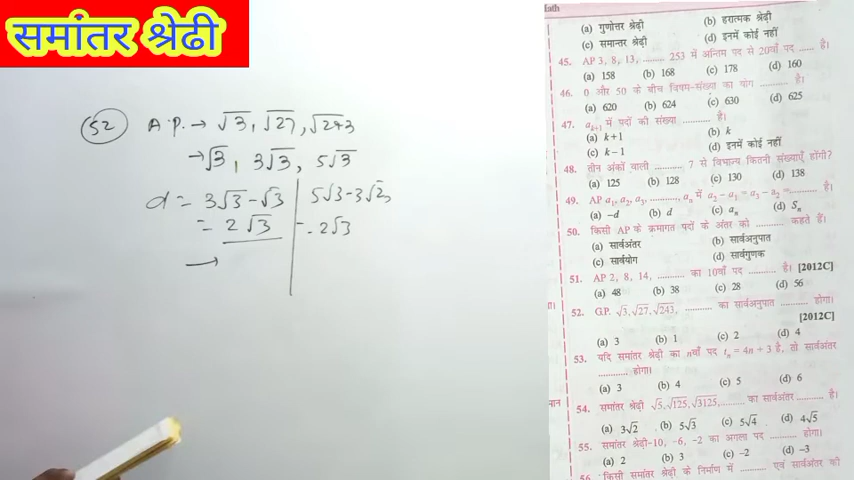 समांतर श्रेढी
52 A.P. → √3, √27, √243
→ √3, 3√3, 5√3
d = 3√3 - √3 | 5√3 - 3√3
= 2√3 | - 2√3
→
Math
(a) गुणोत्तर श्रेढ़ी (b) हरात्मक श्रेढ़ी
(c) समान्तर श्रेढ़ी (d) इनमें कोई नहीं
45. AP 3, 8, 13, ......... 253 में अन्तिम पद से 20वाँ पद ...... है।
(a) 158 (b) 168 (c) 178 (d) 160
46. 0 और 50 के बीच विषम-संख्या का योग .......... है।
(a) 620 (b) 624 (c) 630 (d) 625
47. a_{k+1} में पदों की संख्या ........... है।
(a) k+1 (b) k
(c) k-1 (d) इनमें कोई नहीं
48. तीन अंकों वाली .......... 7 से विभाज्य कितनी संख्याएँ होंगी?
(a) 125 (b) 128 (c) 130 (d) 138
49. AP a₁, a₂, a₃, .........., aₙ में a₂ - a₁ = a₃ - a₂ = .......... है।
(a) -d (b) d (c) aₙ (d) Sₙ
50. किसी AP के क्रमागत पदों के अंतर को .......... कहते हैं।
(a) सार्वअंतर (b) सार्वअनुपात
(c) सार्वयोग (d) सार्वगुणक
51. AP 2, 8, 14, .......... का 10वाँ पद .......... है। [2012C]
(a) 48 (b) 38 (c) 28 (d) 56
52. G.P. √3, √27, √243, .......... का सार्वअनुपात .......... होगा।
[2012C]
(a) 3 (b) 1 (c) 2 (d) 4
53. यदि समांतर श्रेढ़ी का nवाँ पद tₙ = 4n + 3 है, तो सार्वअंतर
............ होगा।
(a) 3 (b) 4 (c) 5 (d) 6
54. समांतर श्रेढ़ी √5, √125, √3125, ........ का सार्वअंतर .......... है।
(a) 3√2 (b) 5√3 (c) 5√4 (d) 4√5
55. समांतर श्रेढ़ी -10, -6, -2 का अगला पद .......... होगा।
(a) 2 (b) 3 (c) -2 (d) -3
56. किसी समांतर श्रेढ़ी के निर्माण में .......... एवं सार्वअंतर की